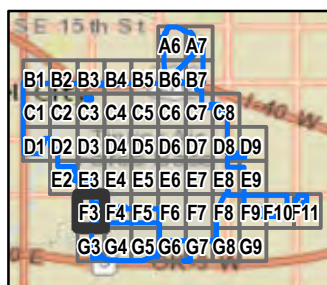 SE 15th St
A6 A7
B1 B2 B3 B4 B5 B6 B7
I-40 W
C1 C2 C3 C4 C5 C6 C7 C8
D1 D2 D3 D4 D5 D6 D7 D8 D9
E2 E3 E4 E5 E6 E7 E8 E9
F3 F4 F5 F6 F7 F8 F9 F10 F11
G3 G4 G5 G6 G7 G8 G9